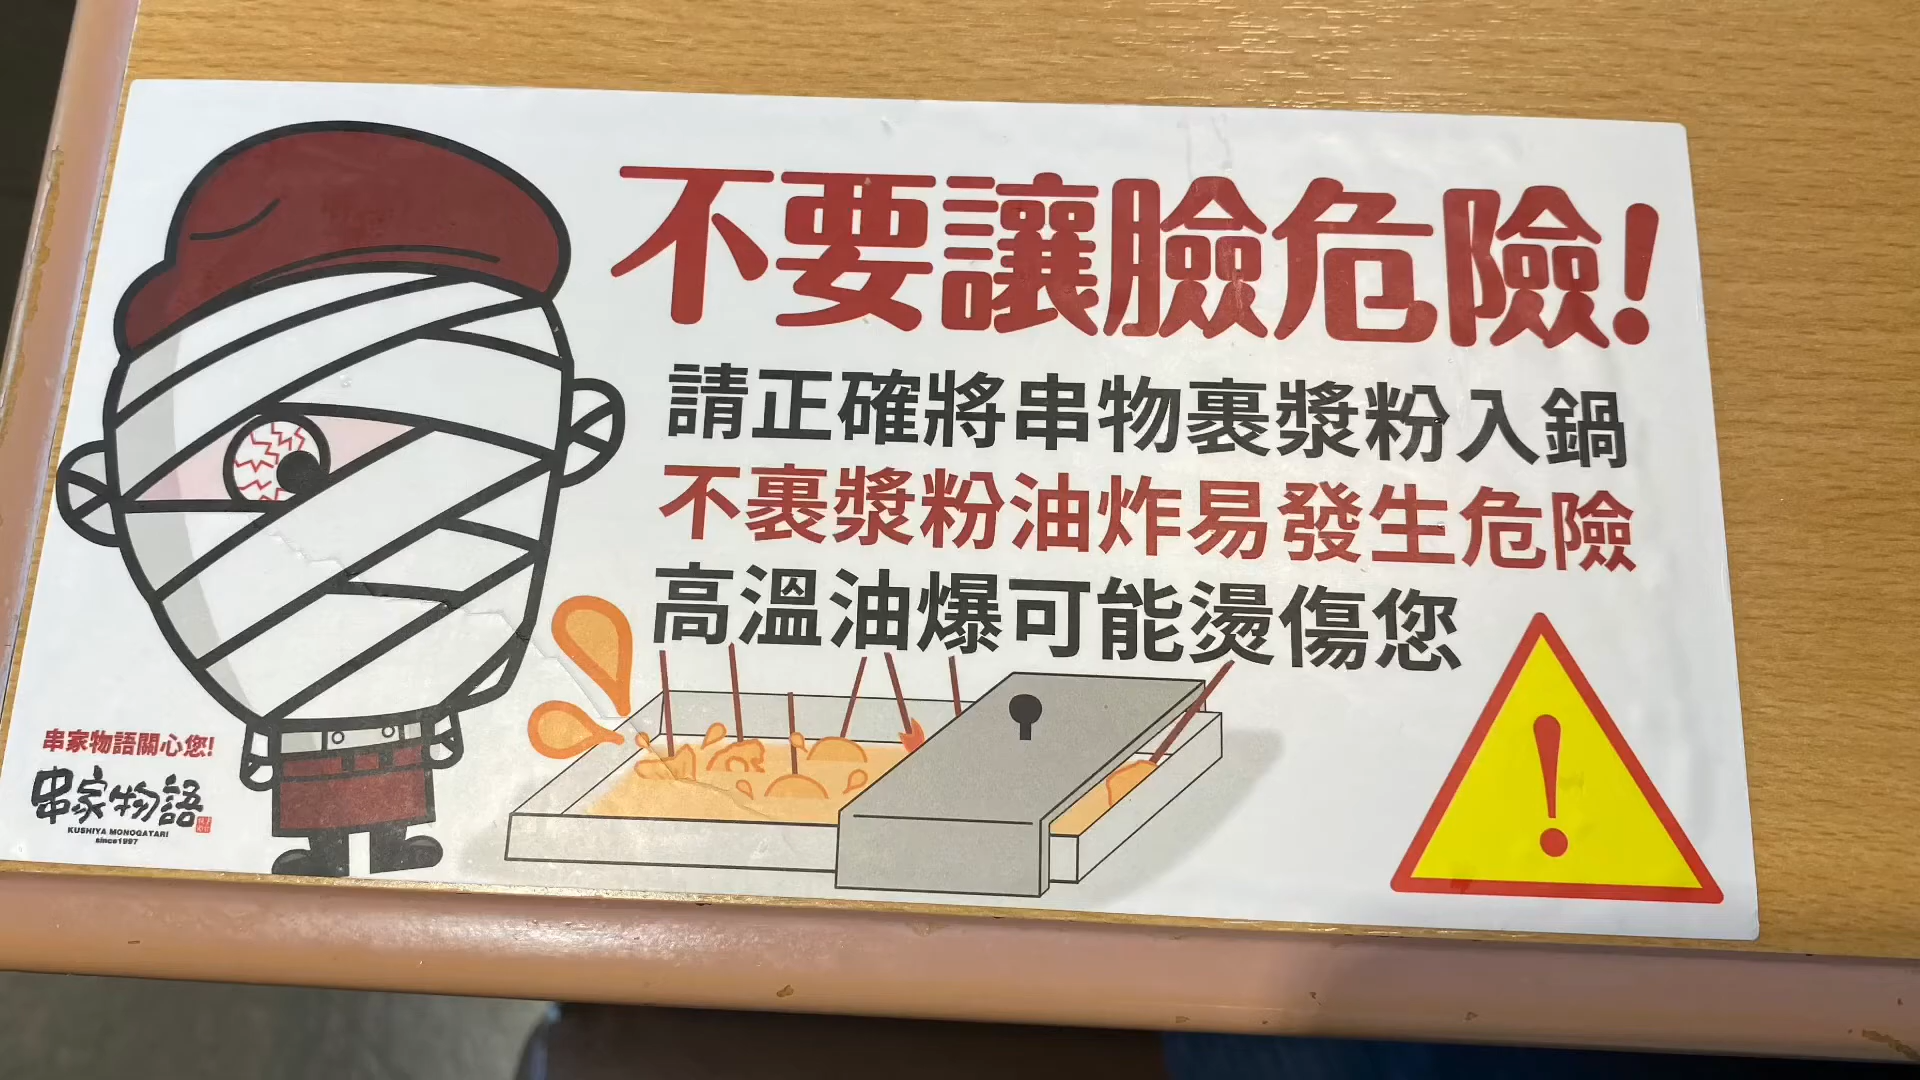 不要讓臉危險!
請正確將串物裹漿粉入鍋
不裹漿粉油炸易發生危險
高溫油爆可能燙傷您
串家物語關心您!
串家物語
KUSHIYA MONOGATARI
since1997